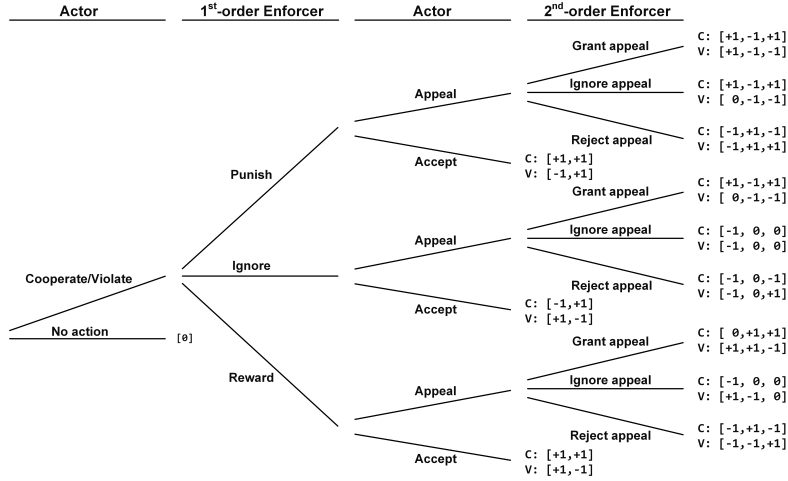 Actor 1st-order Enforcer Actor 2nd-order Enforcer
Grant appeal
C: [+1,-1,+1]
V: [+1,-1,-1]
Appeal
Ignore appeal
C: [+1,-1,+1]
V: [ 0,-1,-1]
Reject appeal
C: [-1,+1,-1]
V: [-1,+1,+1]
Punish
Accept
C: [+1,+1]
V: [-1,+1]
Grant appeal
C: [+1,-1,+1]
V: [ 0,-1,-1]
Appeal
Ignore appeal
C: [-1, 0, 0]
V: [-1, 0, 0]
Reject appeal
C: [-1, 0,-1]
V: [-1, 0,+1]
Cooperate/Violate
Ignore
Accept
C: [-1,+1]
V: [+1,-1]
No action
[0]
Grant appeal
C: [ 0,+1,+1]
V: [+1,+1,-1]
Reward
Appeal
Ignore appeal
C: [-1, 0, 0]
V: [+1,-1, 0]
Reject appeal
C: [-1,+1,-1]
V: [-1,-1,+1]
Accept
C: [+1,+1]
V: [+1,-1]